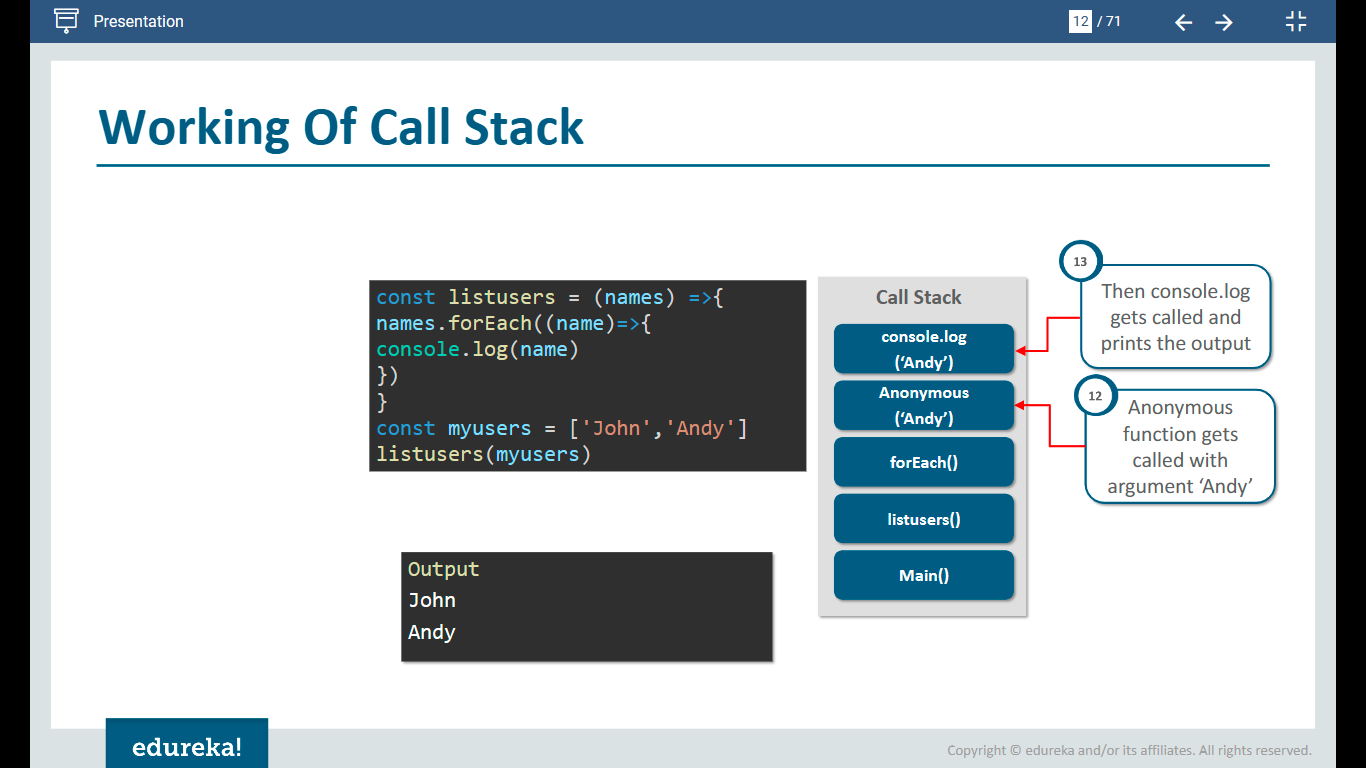 Presentation
12 / 71
Working Of Call Stack
const listusers = (names) =>{
names.forEach((name)=>{
console.log(name)
})
}
const myusers = ['John','Andy']
listusers(myusers)
Output
John
Andy
Call Stack
console.log
(‘Andy’)
Anonymous
(‘Andy’)
forEach()
listusers()
Main()
13
Then console.log
gets called and
prints the output
12
Anonymous
function gets
called with
argument ‘Andy’
edureka!
Copyright © edureka and/or its affiliates. All rights reserved.